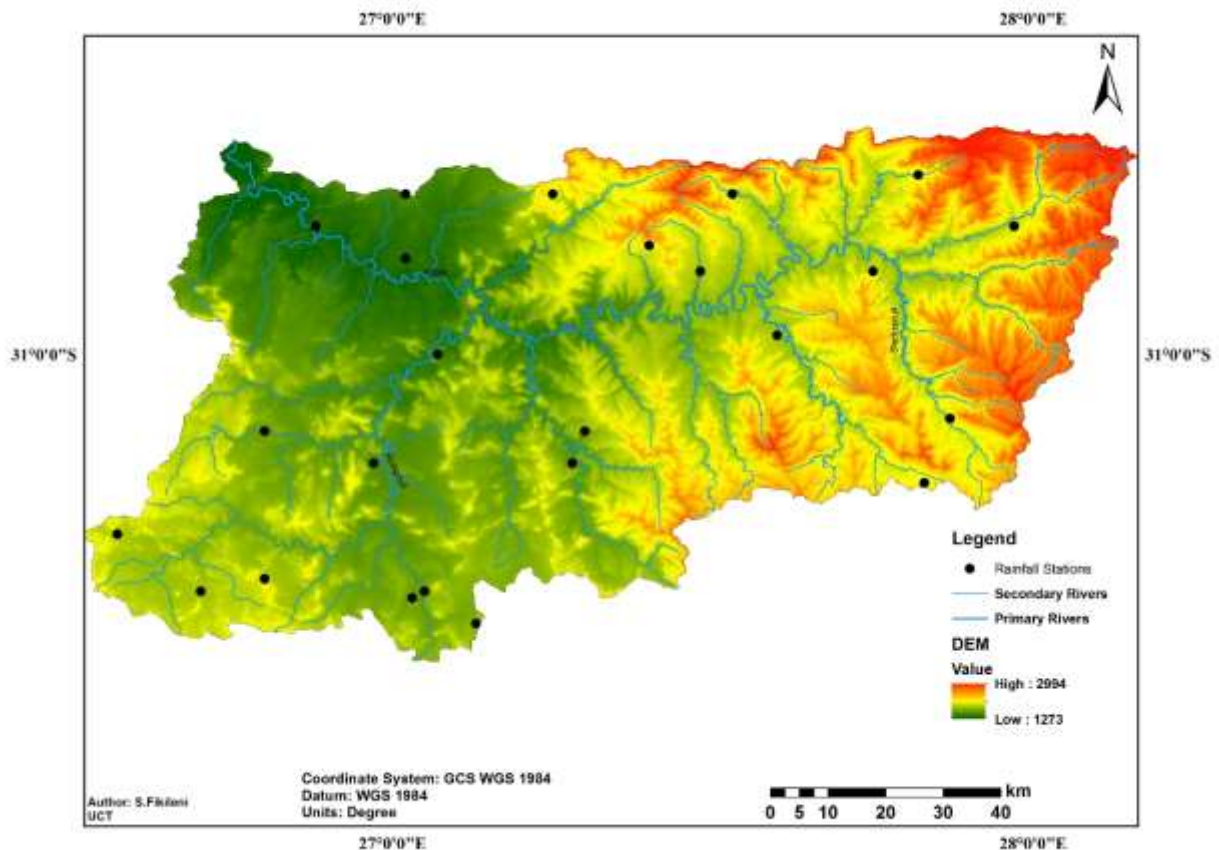 27°0'0"E 28°0'0"E
N
31°0'0"S 31°0'0"S
Legend
Rainfall Stations
Secondary Rivers
Primary Rivers
DEM
Value
High : 2994
Low : 1273
Coordinate System: GCS WGS 1984
Datum: WGS 1984
Units: Degree
Author: S.Fikileni
UCT
km
0 5 10 20 30 40
27°0'0"E 28°0'0"E